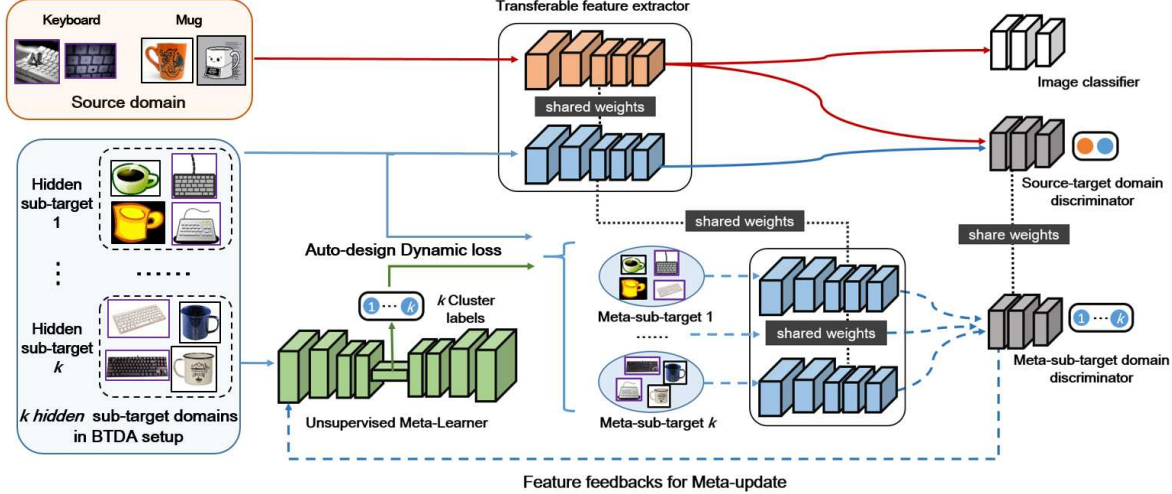 Transferable feature extractor
Keyboard
Mug
Source domain
shared weights
Image classifier
Source-target domain
discriminator
Hidden
sub-target
1
......
shared weights
share weights
Auto-design Dynamic loss
1 ... k
k Cluster
labels
Meta-sub-target 1
......
shared weights
Hidden
sub-target
k
1 ... k
Meta-sub-target domain
discriminator
Meta-sub-target k
Unsupervised Meta-Learner
k hidden sub-target domains
in BTDA setup
Feature feedbacks for Meta-update